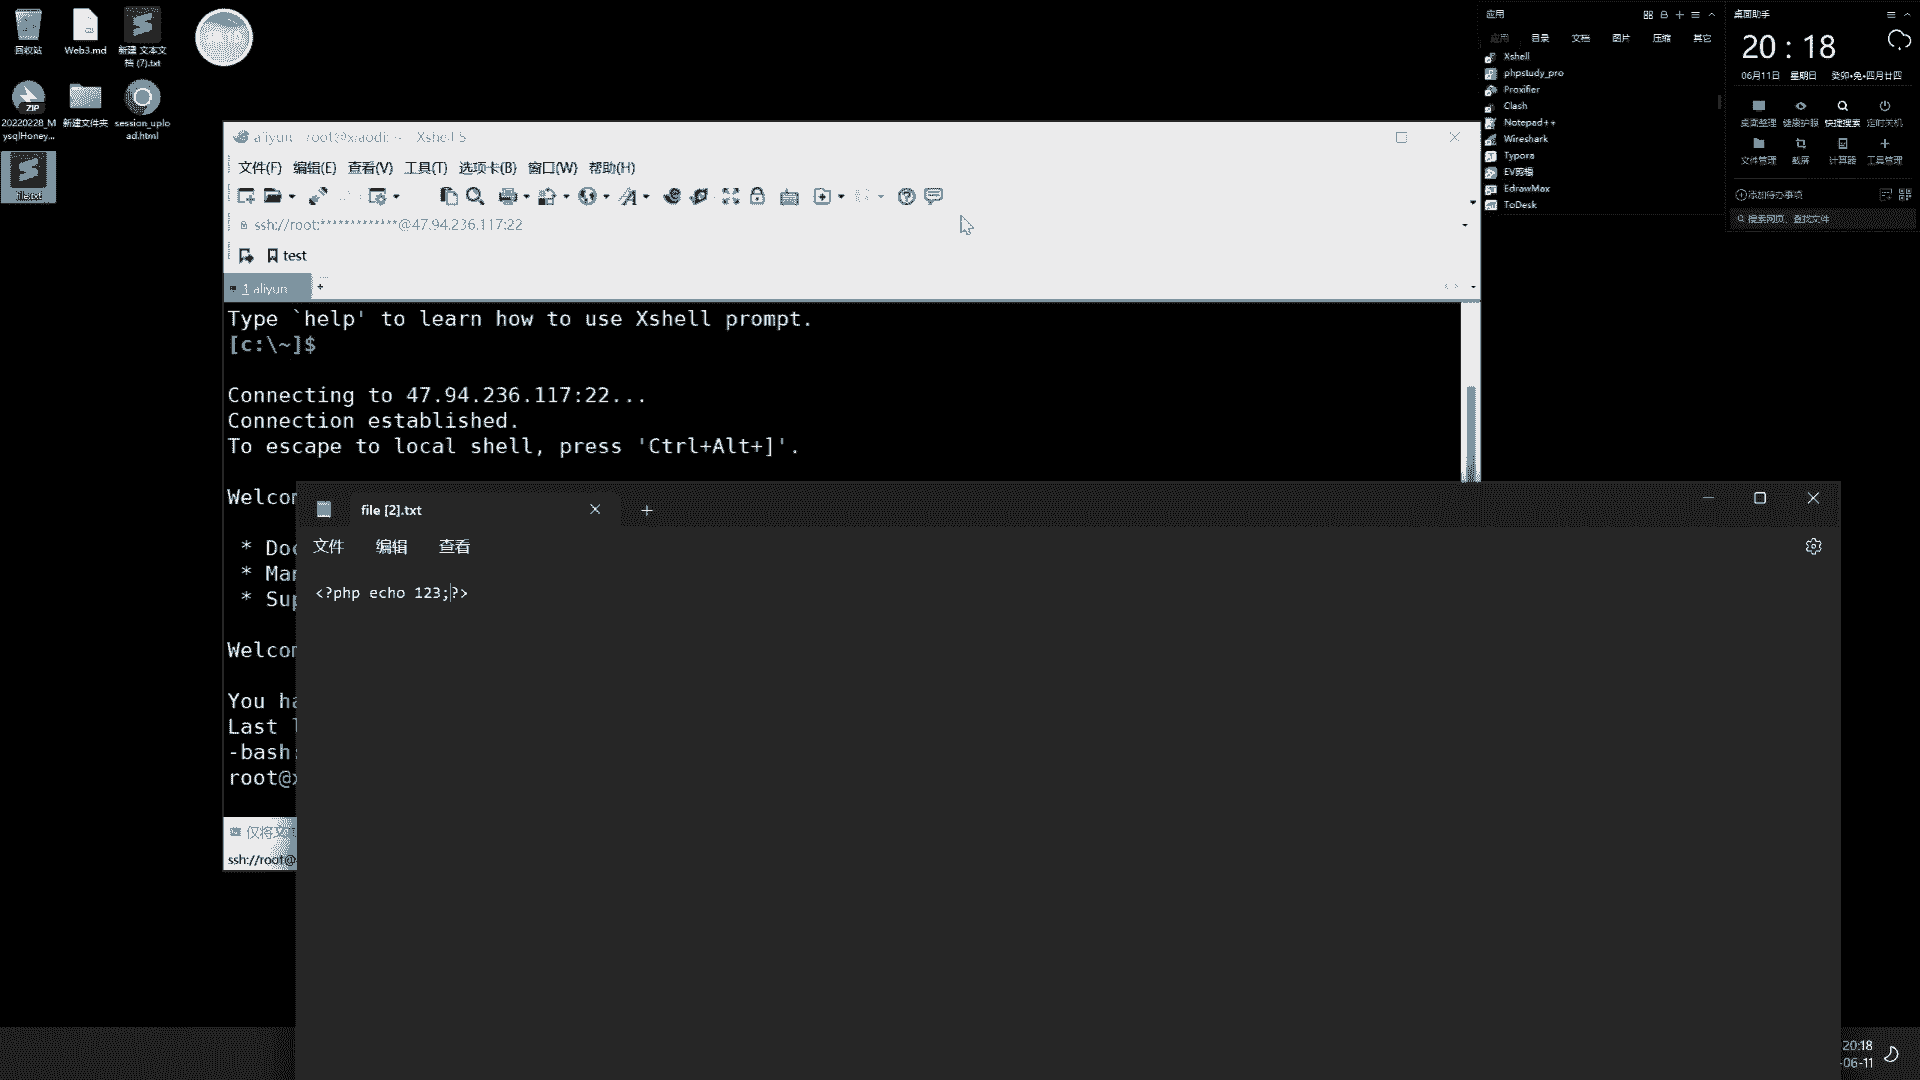 回收站
Web3.md
新建 文本文
档 (7).txt
20220228_M
ysqlHoney...
新建文件夹
session_uplo
ad.html
file.txt
ZIP
aliyun - root@xiaodi: ~ - Xshell 5
文件(F) 编辑(E) 查看(V) 工具(T) 选项卡(B) 窗口(W) 帮助(H)
ssh://root:*************@47.94.236.117:22
test
1 aliyun
+
Type `help' to learn how to use Xshell prompt.
[c:\~]$
Connecting to 47.94.236.117:22...
Connection established.
To escape to local shell, press 'Ctrl+Alt+]'.
Welcom
* Doc
* Man
* Sup
Welcom
You ha
Last l
-bash:
root@x
仅将文
ssh://root@
file [2].txt
文件 编辑 查看
<?php echo 123;?>
应用
应用 目录 文档 图片 压缩 其它
Xshell
phpstudy_pro
Proxifier
Clash
Notepad++
Wireshark
Typora
EV剪辑
EdrawMax
ToDesk
桌面助手
20 : 18
06月11日 星期日 癸卯•兔•四月廿四
桌面整理 健康护眼 快捷搜索 定时关机
文件管理 截屏 计算器 工具管理
添加待办事项
搜索网页、查找文件
20:18
-06-11